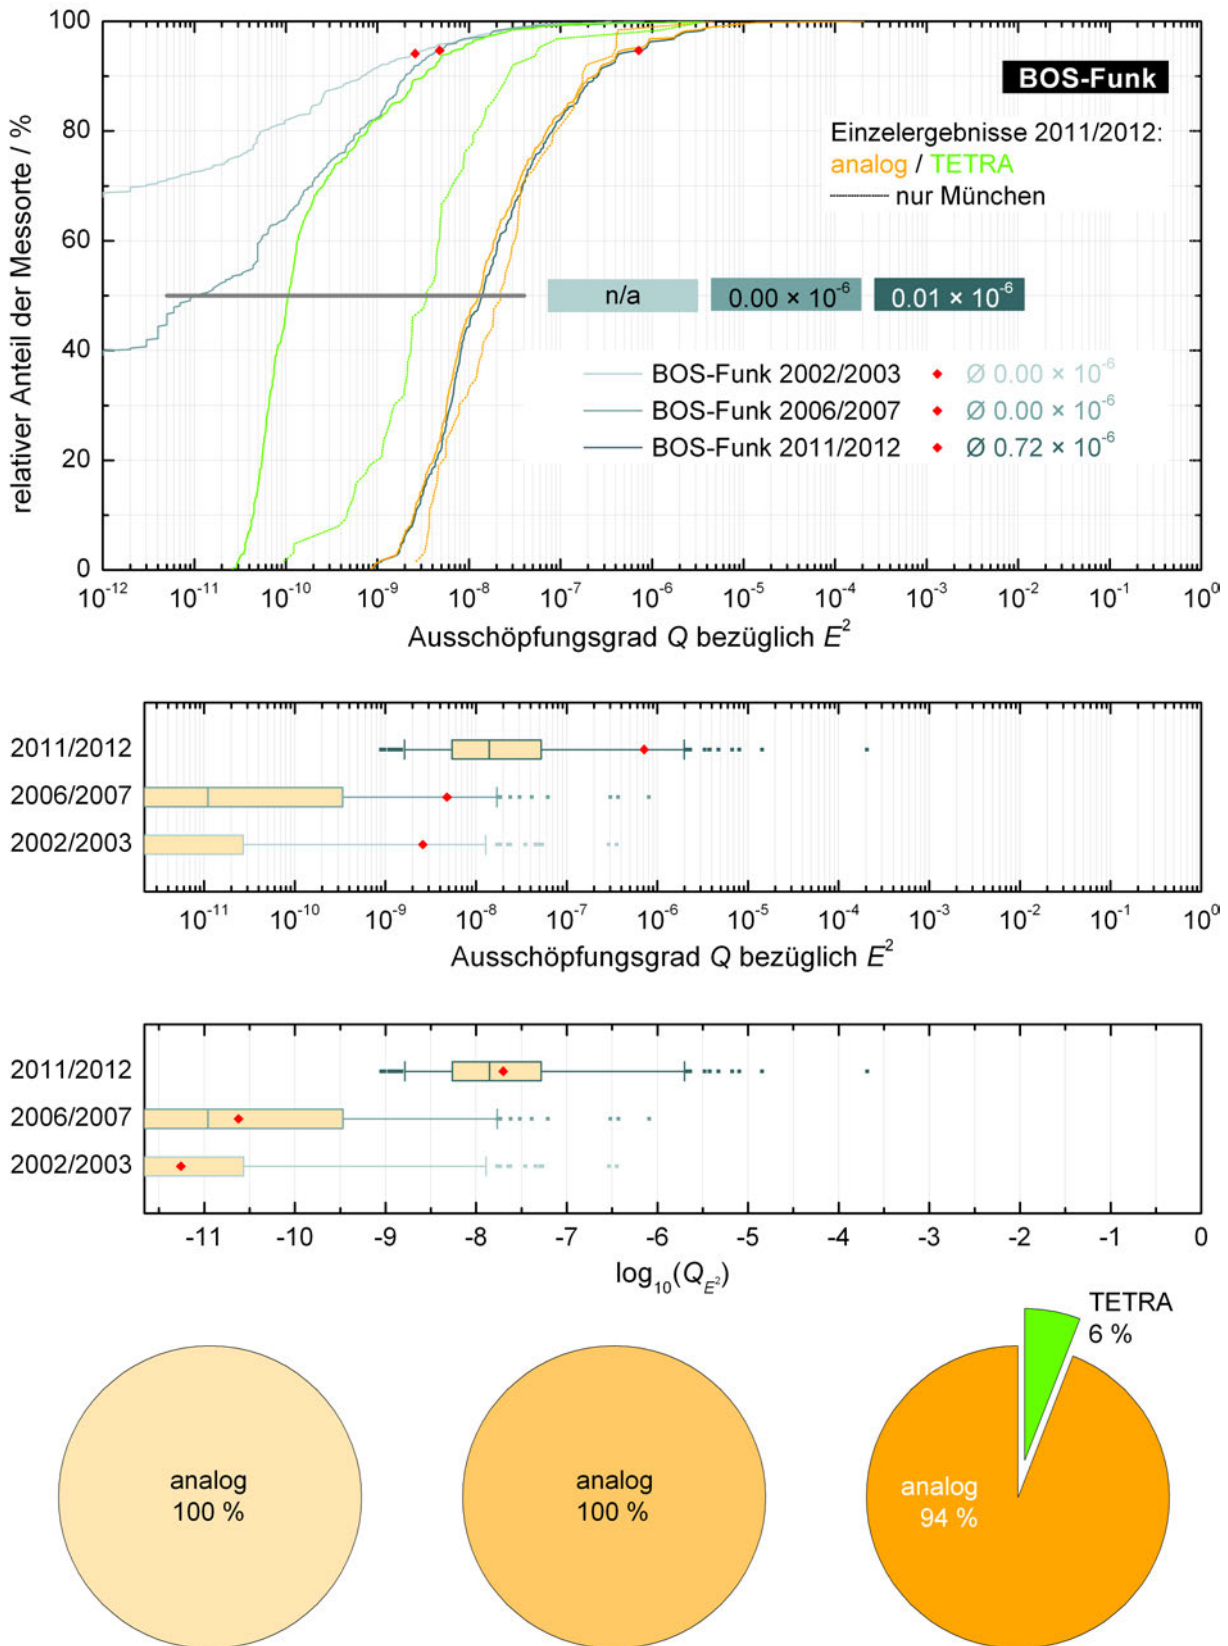 BOS-Funk
Einzelergebnisse 2011/2012:
analog / TETRA
nur München
relativer Anteil der Messorte / %
100
80
60
40
20
0
n/a
0.00 × 10⁻⁶
0.01 × 10⁻⁶
BOS-Funk 2002/2003 Ø 0.00 × 10⁻⁶
BOS-Funk 2006/2007 Ø 0.00 × 10⁻⁶
BOS-Funk 2011/2012 Ø 0.72 × 10⁻⁶
10⁻¹² 10⁻¹¹ 10⁻¹⁰ 10⁻⁹ 10⁻⁸ 10⁻⁷ 10⁻⁶ 10⁻⁵ 10⁻⁴ 10⁻³ 10⁻² 10⁻¹ 10⁰
Ausschöpfungsgrad Q bezüglich E²
2011/2012
2006/2007
2002/2003
10⁻¹¹ 10⁻¹⁰ 10⁻⁹ 10⁻⁸ 10⁻⁷ 10⁻⁶ 10⁻⁵ 10⁻⁴ 10⁻³ 10⁻² 10⁻¹ 10⁰
Ausschöpfungsgrad Q bezüglich E²
2011/2012
2006/2007
2002/2003
-11 -10 -9 -8 -7 -6 -5 -4 -3 -2 -1 0
log₁₀(Q_E²)
analog
100 %
analog
100 %
TETRA
6 %
analog
94 %